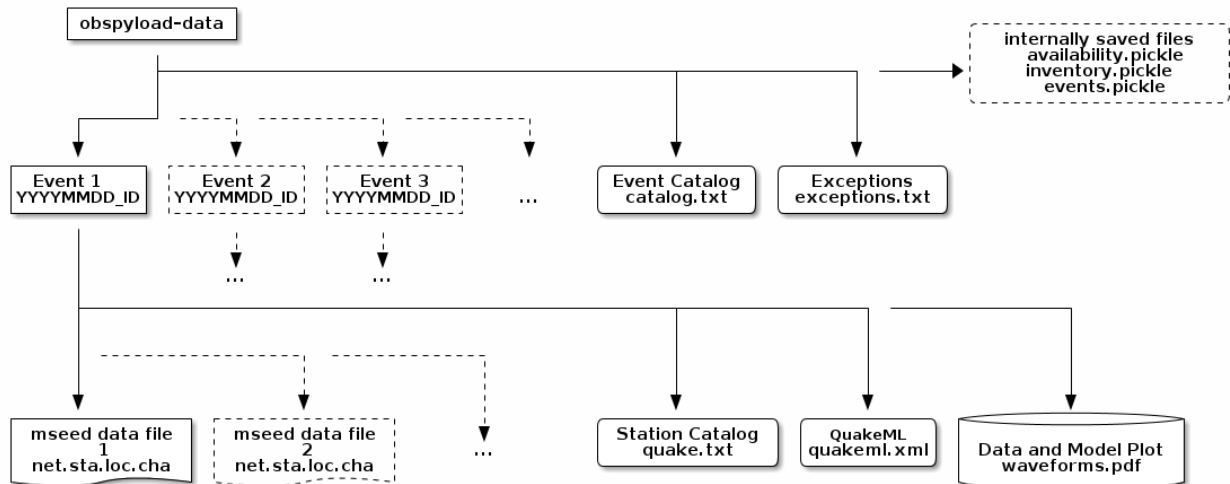 obspyload-data
internally saved files
availability.pickle
inventory.pickle
events.pickle
Event 1
YYYYMMDD_ID
Event 2
YYYYMMDD_ID
Event 3
YYYYMMDD_ID
...
Event Catalog
catalog.txt
Exceptions
exceptions.txt
...
...
mseed data file
1
net.sta.loc.cha
mseed data file
2
net.sta.loc.cha
...
Station Catalog
quake.txt
QuakeML
quakeml.xml
Data and Model Plot
waveforms.pdf